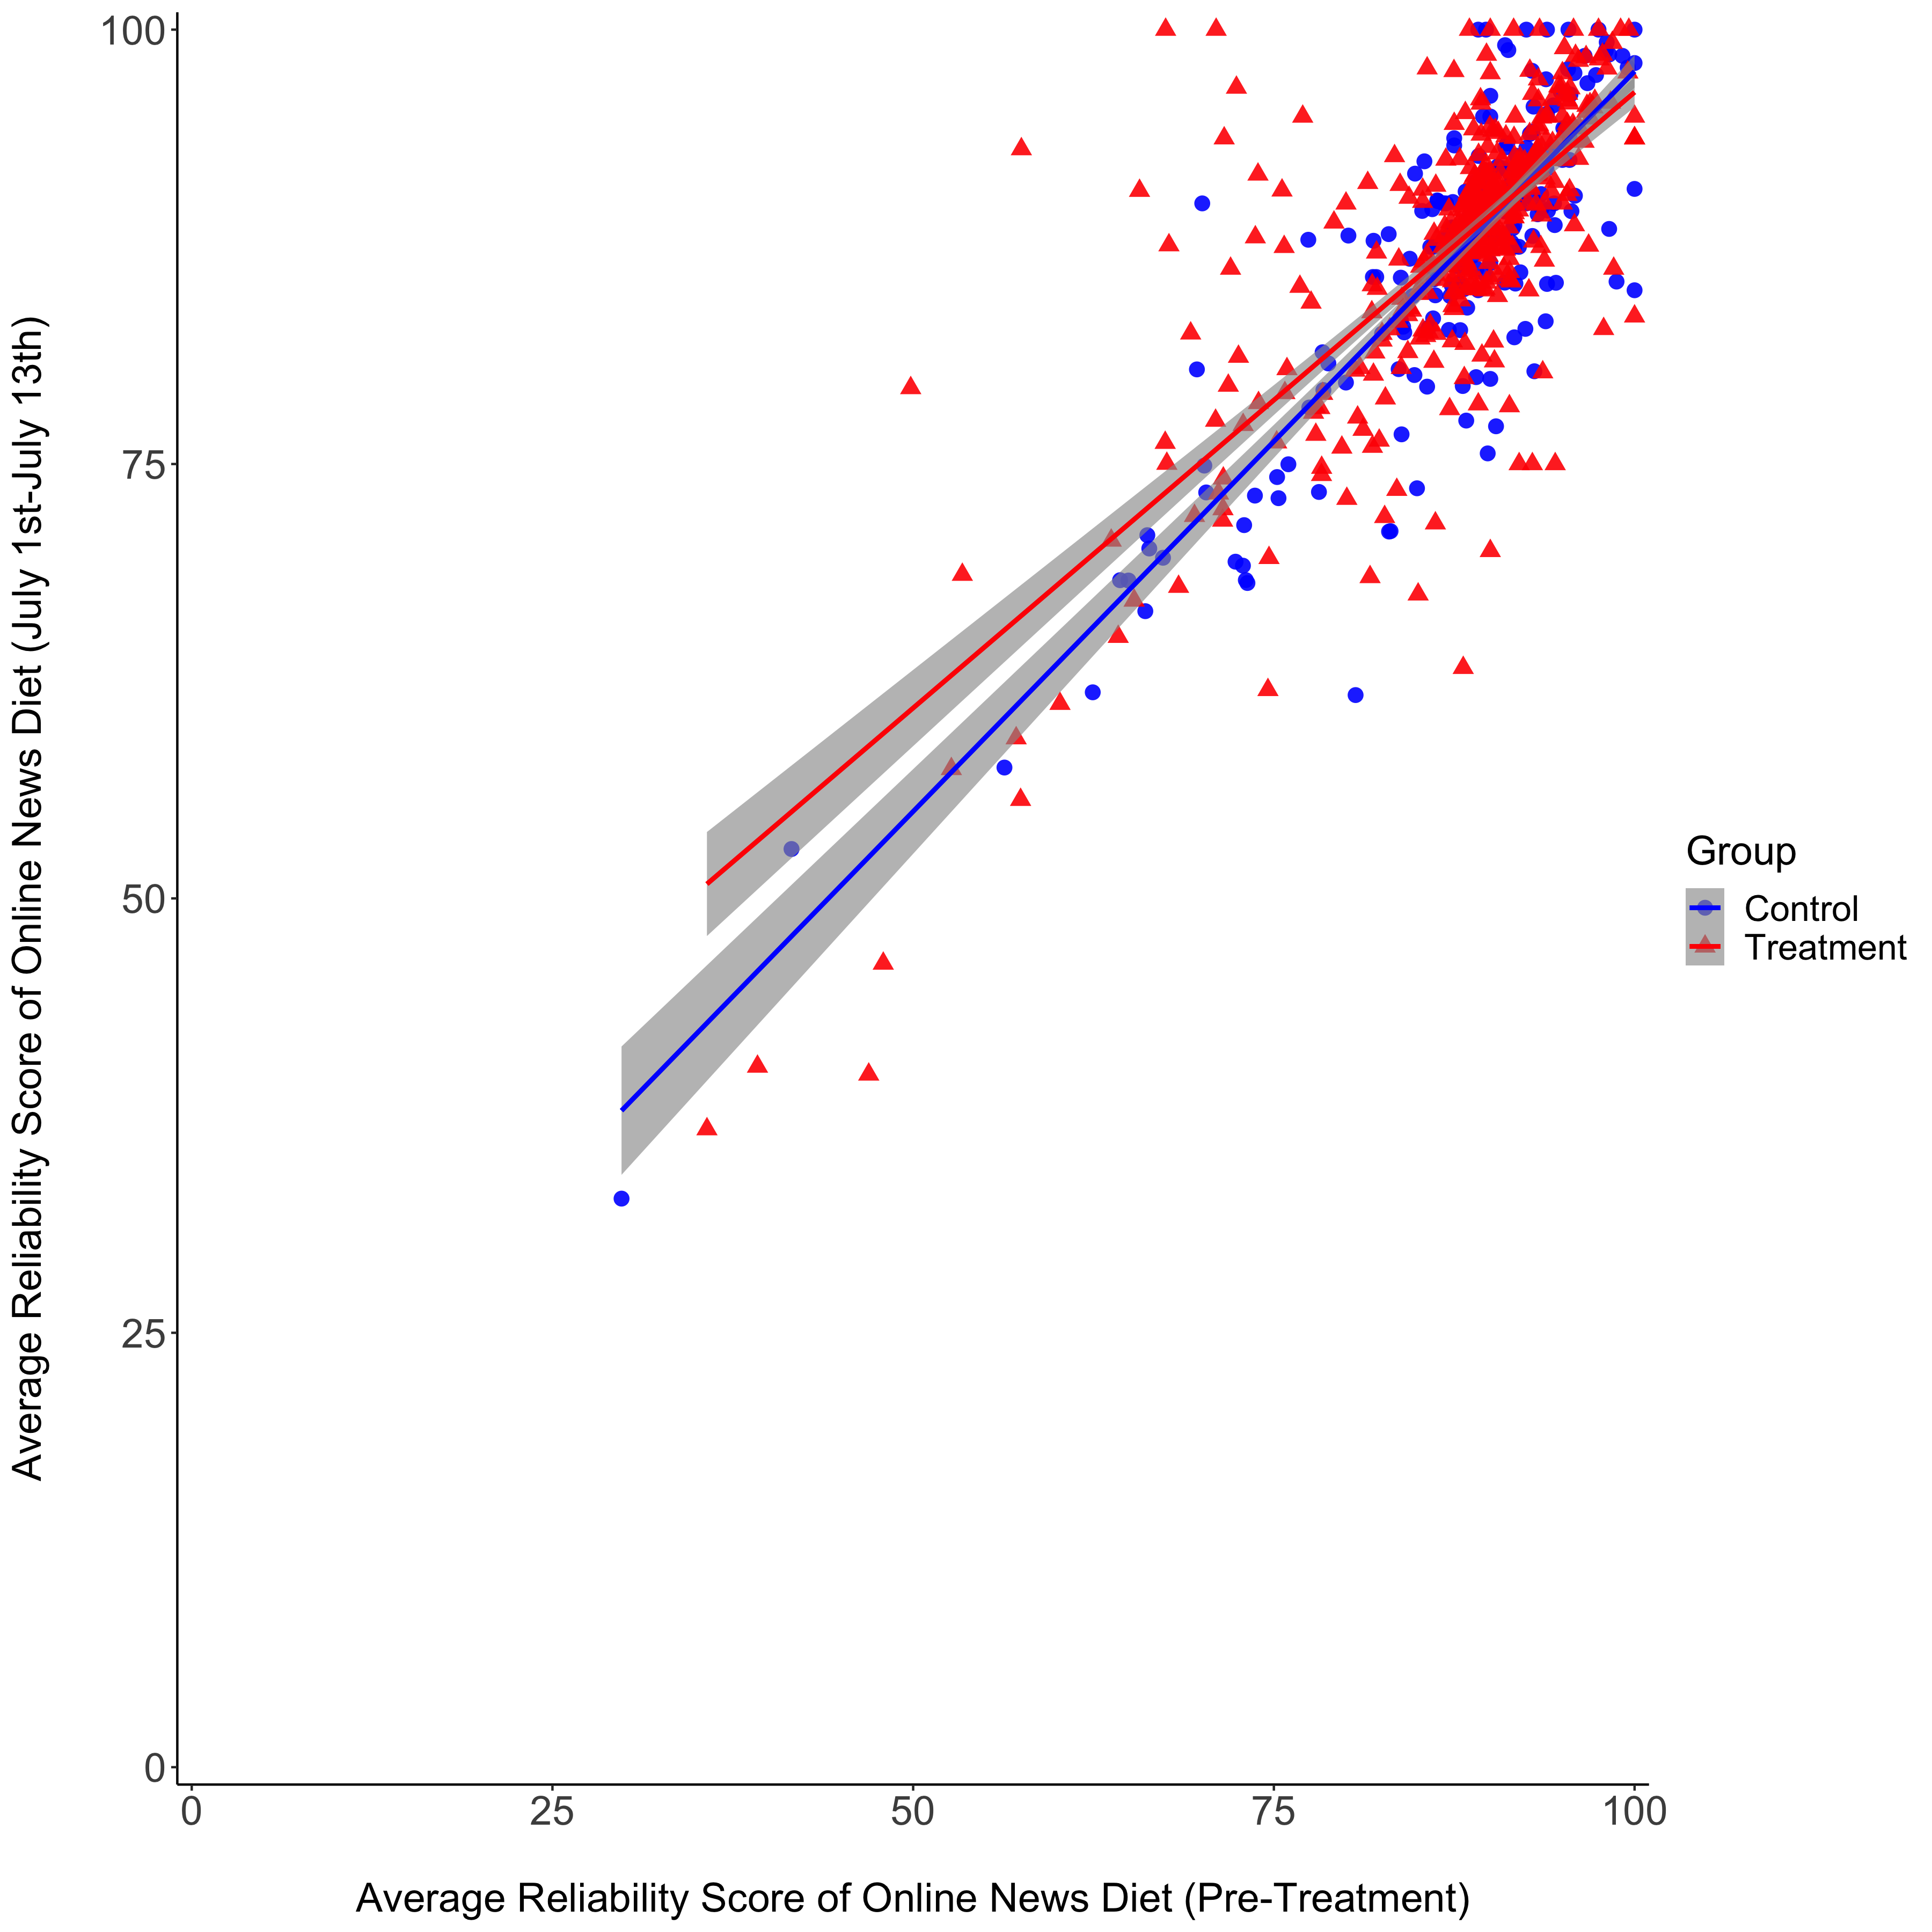 Average Reliability Score of Online News Diet (July 1st-July 13th)
100
75
50
25
0
0 25 50 75 100
Average Reliability Score of Online News Diet (Pre-Treatment)
Group
Control
Treatment